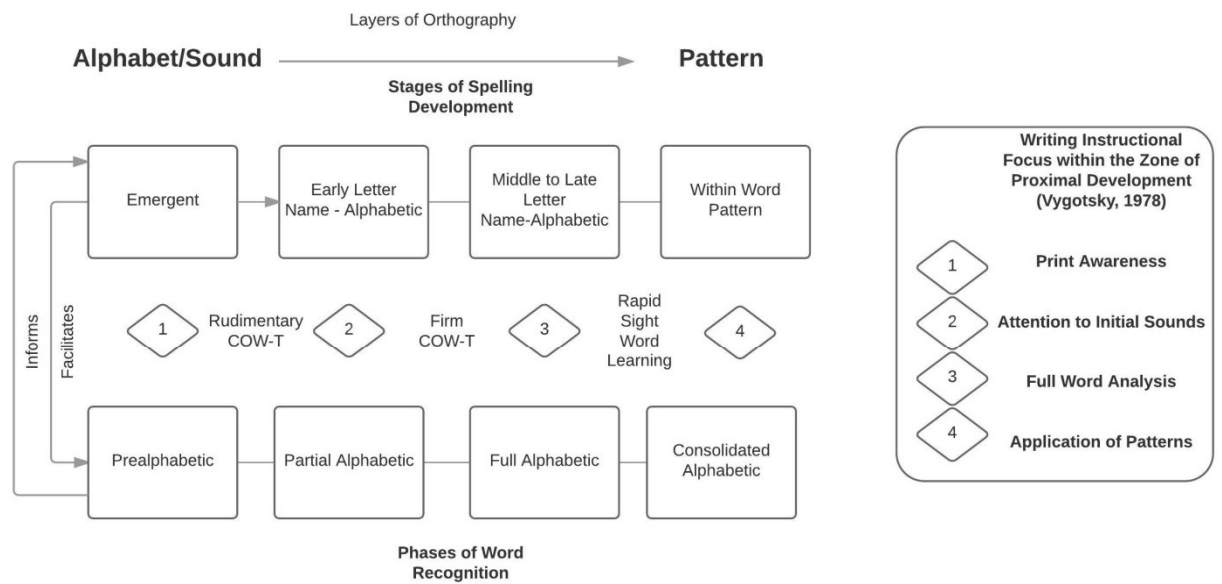 Layers of Orthography
Alphabet/Sound
Pattern
Stages of Spelling
Development
Emergent
Early Letter
Name - Alphabetic
Middle to Late
Letter
Name-Alphabetic
Within Word
Pattern
Informs
Facilitates
1
Rudimentary
COW-T
2
Firm
COW-T
3
Rapid
Sight
Word
Learning
4
Prealphabetic
Partial Alphabetic
Full Alphabetic
Consolidated
Alphabetic
Phases of Word
Recognition
Writing Instructional
Focus within the Zone of
Proximal Development
(Vygotsky, 1978)
1 Print Awareness
2 Attention to Initial Sounds
3 Full Word Analysis
4 Application of Patterns